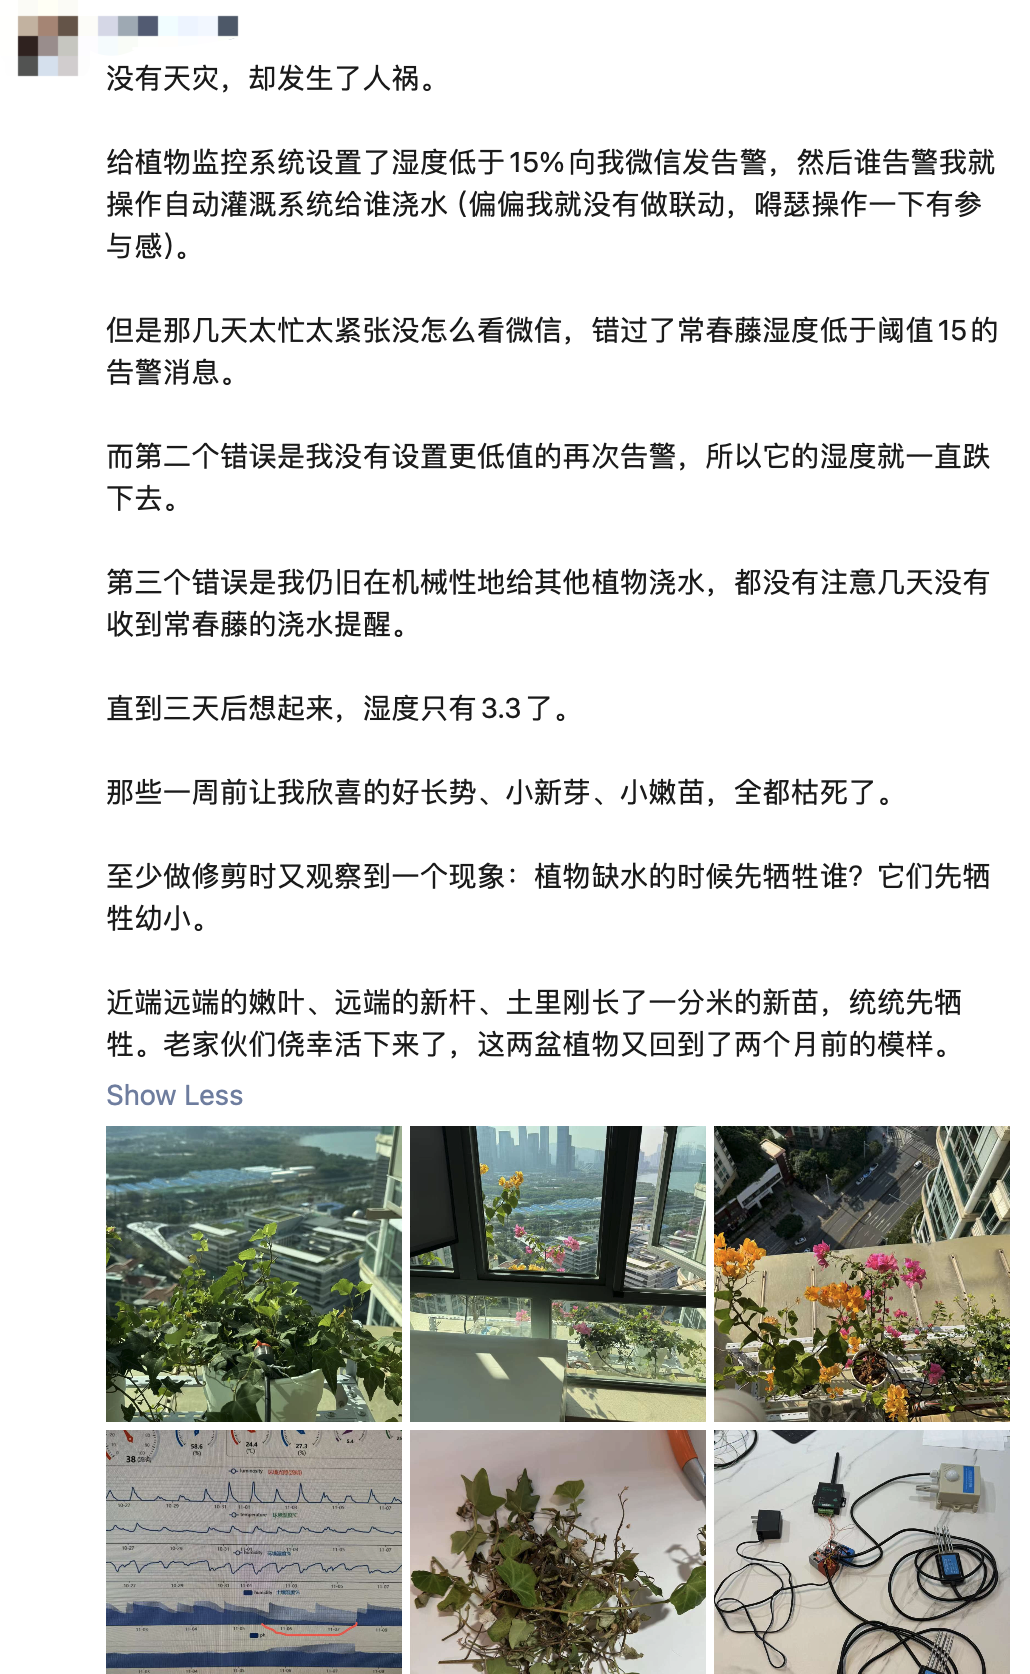 没有天灾，却发生了人祸。
给植物监控系统设置了湿度低于15%向我微信发告警，然后谁告警我就
操作自动灌溉系统给谁浇水 (偏偏我就没有做联动，嘚瑟操作一下有参
与感)。
但是那几天太忙太紧张没怎么看微信，错过了常春藤湿度低于阈值15的
告警消息。
而第二个错误是我没有设置更低值的再次告警，所以它的湿度就一直跌
下去。
第三个错误是我仍旧在机械性地给其他植物浇水，都没有注意几天没有
收到常春藤的浇水提醒。
直到三天后想起来，湿度只有3.3了。
那些一周前让我欣喜的好长势、小新芽、小嫩苗，全都枯死了。
至少做修剪时又观察到一个现象：植物缺水的时候先牺牲谁？它们先牺
牲幼小。
近端远端的嫩叶、远端的新杆、土里刚长了一分米的新苗，统统先牺
牲。老家伙们侥幸活下来了，这两盆植物又回到了两个月前的模样。
Show Less
38
58.6
(%)
24.4
(℃)
27.3
(%)
5.4
luminosity
temperature
humidity
humidity
ph